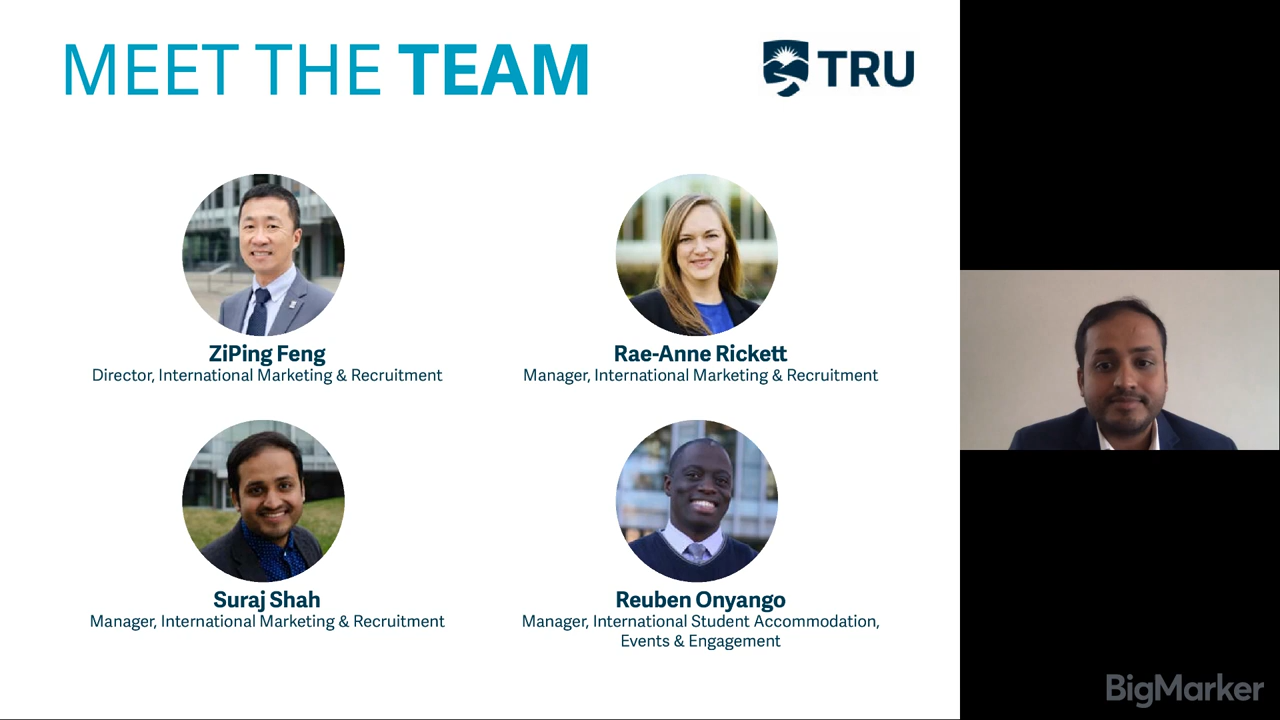 MEET THE TEAM
TRU
ZiPing Feng
Director, International Marketing & Recruitment
Rae-Anne Rickett
Manager, International Marketing & Recruitment
Suraj Shah
Manager, International Marketing & Recruitment
Reuben Onyango
Manager, International Student Accommodation,
Events & Engagement
BigMarker